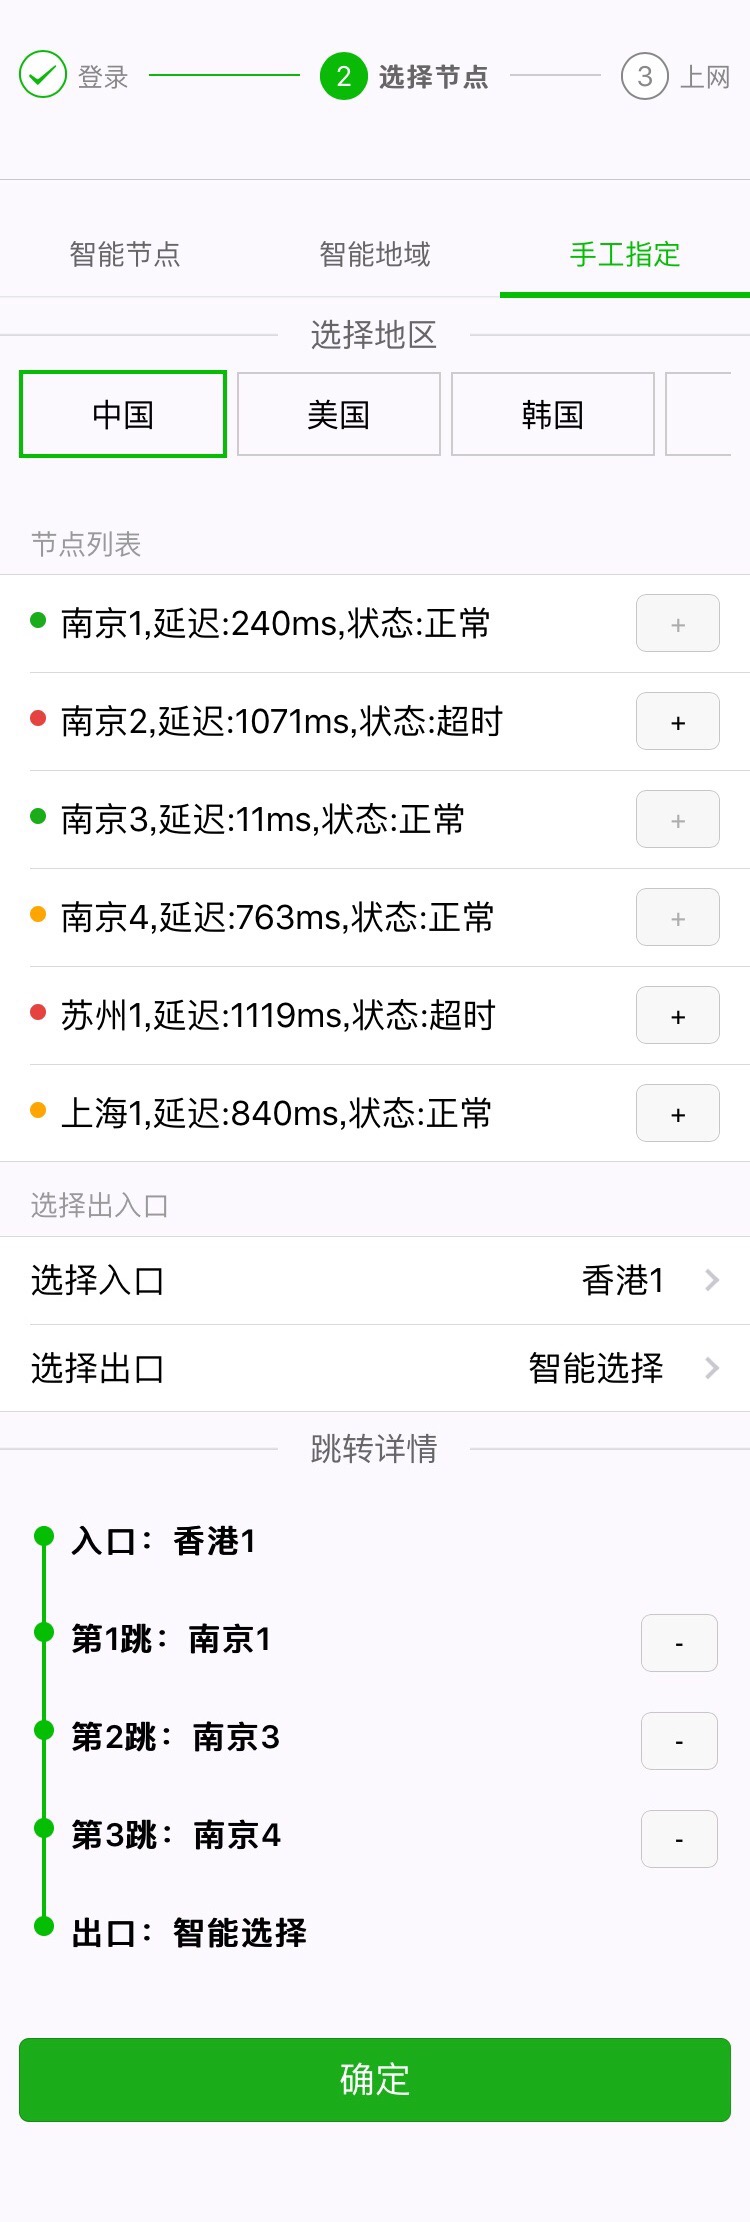 登录
2 选择节点
3 上网
智能节点
智能地域
手工指定
选择地区
中国
美国
韩国
节点列表
南京1,延迟:240ms,状态:正常 +
南京2,延迟:1071ms,状态:超时 +
南京3,延迟:11ms,状态:正常 +
南京4,延迟:763ms,状态:正常 +
苏州1,延迟:1119ms,状态:超时 +
上海1,延迟:840ms,状态:正常 +
选择出入口
选择入口 香港1
选择出口 智能选择
跳转详情
入口：香港1
第1跳：南京1 -
第2跳：南京3 -
第3跳：南京4 -
出口：智能选择
确定